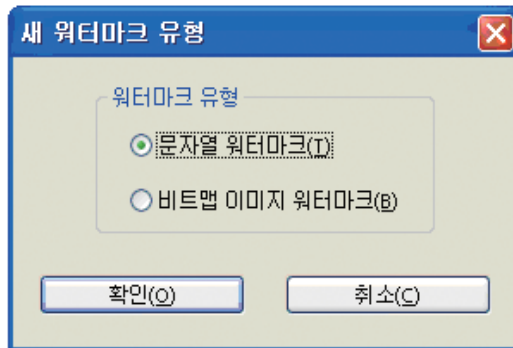 새 워터마크 유형
워터마크 유형
문자열 워터마크(T)
비트맵 이미지 워터마크(B)
확인(O) 취소(C)